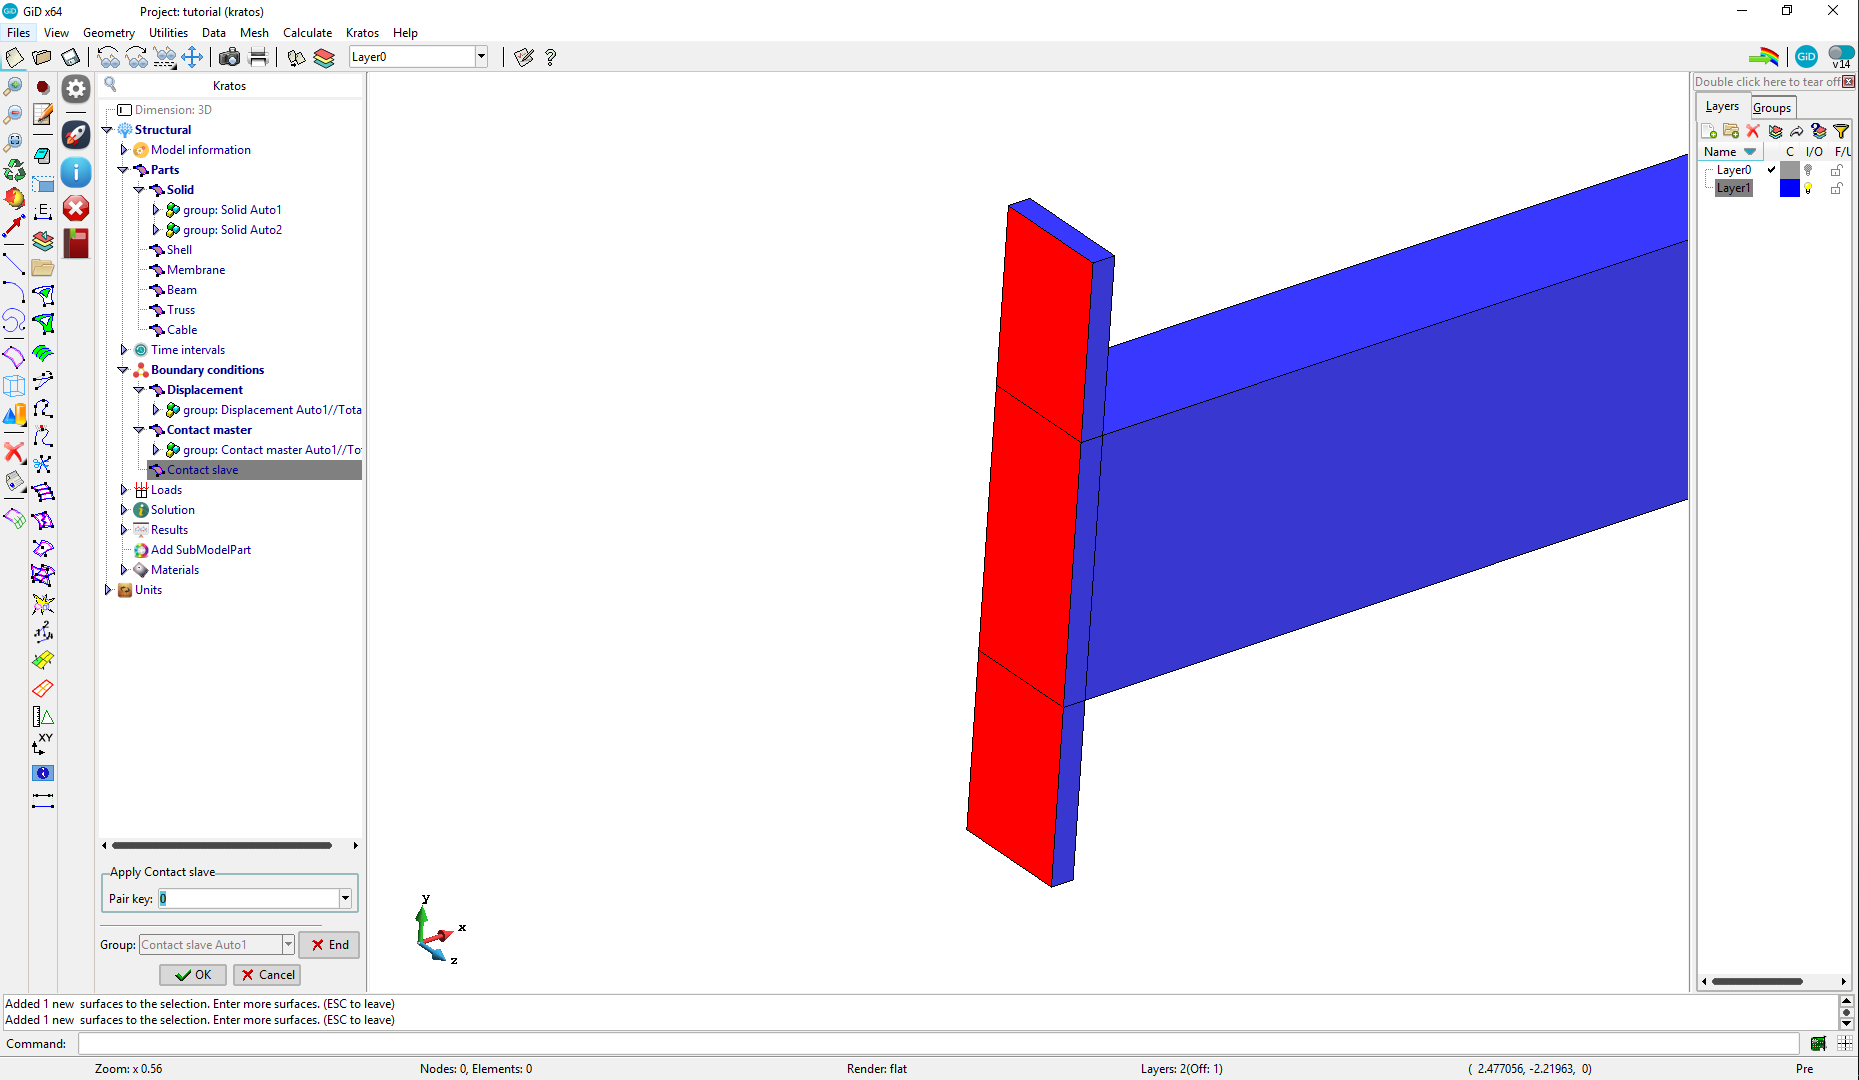 GiD x64 Project: tutorial (kratos)
Files View Geometry Utilities Data Mesh Calculate Kratos Help
Layer0
GiD
v14
Kratos
Double click here to tear off
Dimension: 3D
Layers Groups
Structural
Model information
Name C I/O F/U
Parts
Layer0
Solid
Layer1
group: Solid Auto1
group: Solid Auto2
Shell
Membrane
Beam
Truss
Cable
Time intervals
Boundary conditions
Displacement
group: Displacement Auto1//Tota
Contact master
group: Contact master Auto1//To
Contact slave
Loads
Solution
Results
Add SubModelPart
Materials
Units
XY
Apply Contact slave
Pair key: 0
y
x
z
Group: Contact slave Auto1 End
OK Cancel
Added 1 new surfaces to the selection. Enter more surfaces. (ESC to leave)
Added 1 new surfaces to the selection. Enter more surfaces. (ESC to leave)
Command:
Zoom: x 0.56 Nodes: 0, Elements: 0 Render: flat Layers: 2(Off: 1) ( 2.477056, -2.21963, 0) Pre